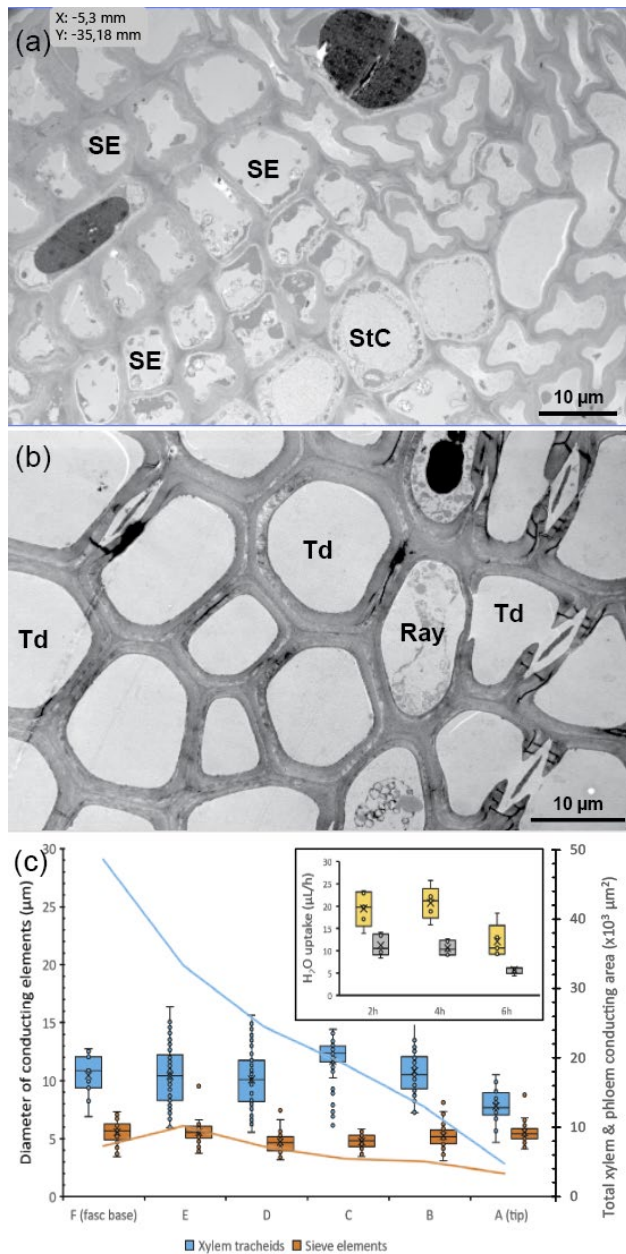 (a)
X: -5,3 mm
Y: -35,18 mm
SE
SE
SE
StC
10 µm
(b)
Td
Td
Ray
Td
10 µm
(c)
Diameter of conducting elements (µm)
30
25
20
15
10
5
0
F (fasc base)
E
D
C
B
A (tip)
Total xylem & phloem conducting area (x10³ µm²)
50
40
30
20
10
0
H₂O uptake (µL/h)
30
25
20
15
10
5
0
2h
4h
6h
Xylem tracheids
Sieve elements